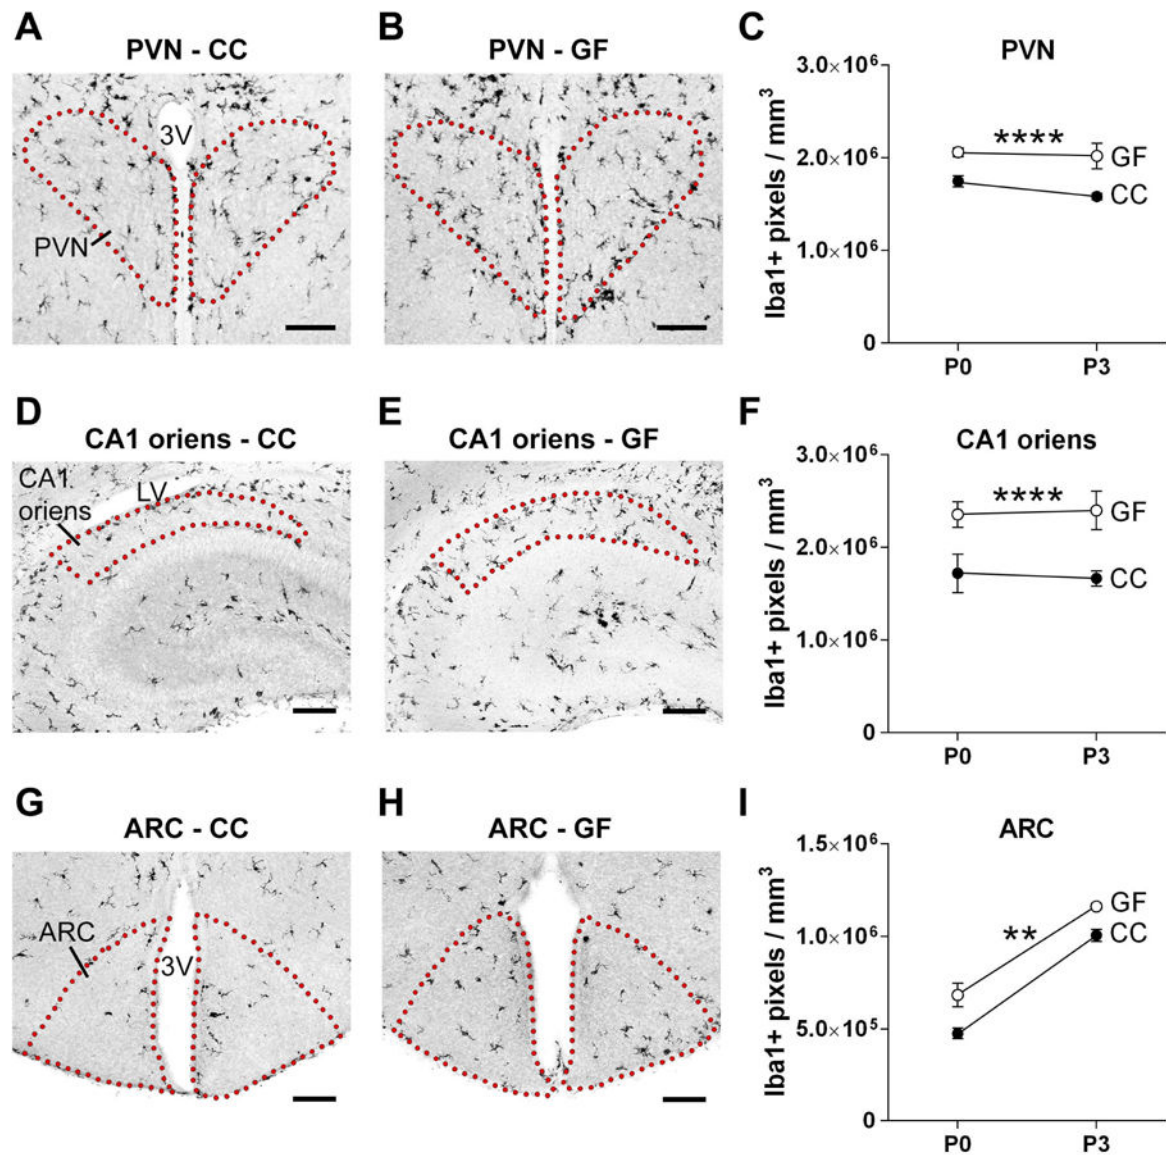 A
PVN - CC
3V
PVN
B
PVN - GF
C
PVN
Iba1+ pixels / mm³
3.0×10⁶
2.0×10⁶
1.0×10⁶
0
****
GF
CC
P0
P3
D
CA1 oriens - CC
CA1
oriens
LV
E
CA1 oriens - GF
F
CA1 oriens
Iba1+ pixels / mm³
3.0×10⁶
2.0×10⁶
1.0×10⁶
0
****
GF
CC
P0
P3
G
ARC - CC
ARC
3V
H
ARC - GF
I
ARC
Iba1+ pixels / mm³
1.5×10⁶
1.0×10⁶
5.0×10⁵
0
**
GF
CC
P0
P3